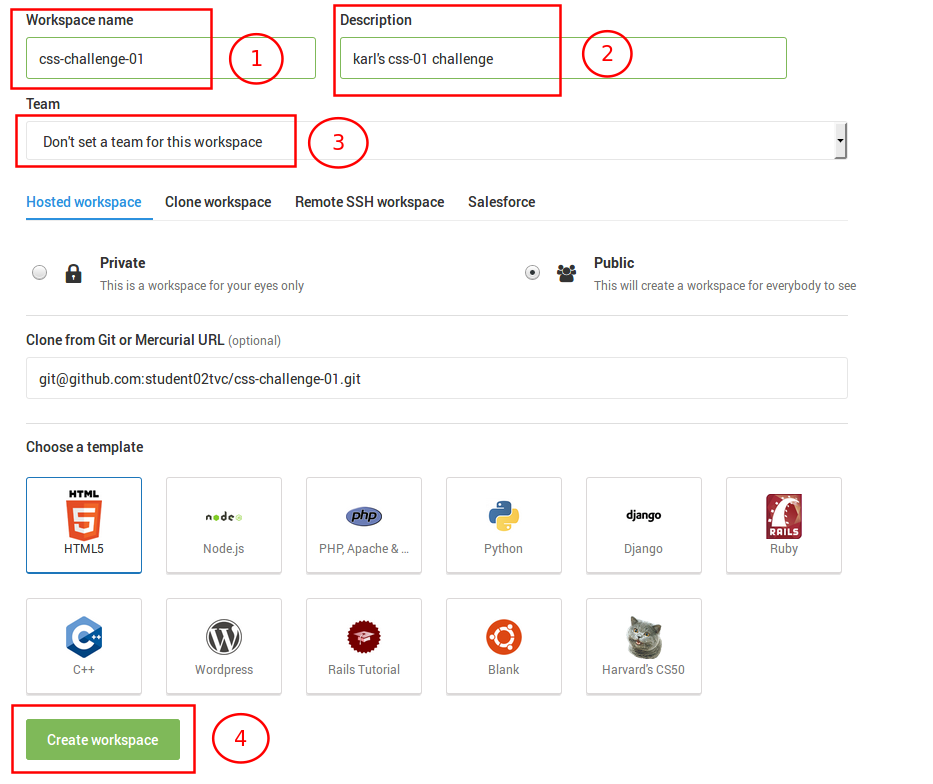 Workspace name
Description
css-challenge-01
1
karl's css-01 challenge
2
Team
Don't set a team for this workspace
3
Hosted workspace Clone workspace Remote SSH workspace Salesforce
Private
This is a workspace for your eyes only
Public
This will create a workspace for everybody to see
Clone from Git or Mercurial URL (optional)
git@github.com:student02tvc/css-challenge-01.git
Choose a template
HTML
5
HTML5
node
Node.js
php
PHP, Apache & ...
Python
django
Django
RAILS
Ruby
C++
C++
W
Wordpress
Rails Tutorial
Blank
Harvard's CS50
Create workspace
4